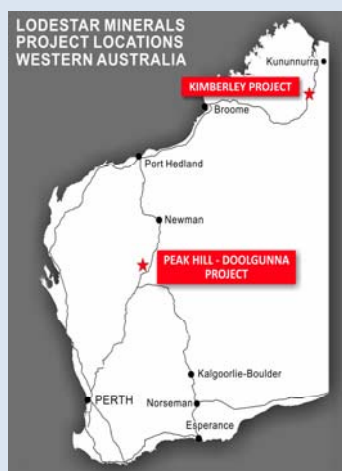 LODESTAR MINERALS
PROJECT LOCATIONS
WESTERN AUSTRALIA
Kununnurra
KIMBERLEY PROJECT
Broome
Port Hedland
Newman
PEAK HILL - DOOLGUNNA
PROJECT
Kalgoorlie-Boulder
PERTH
Norseman
Esperance